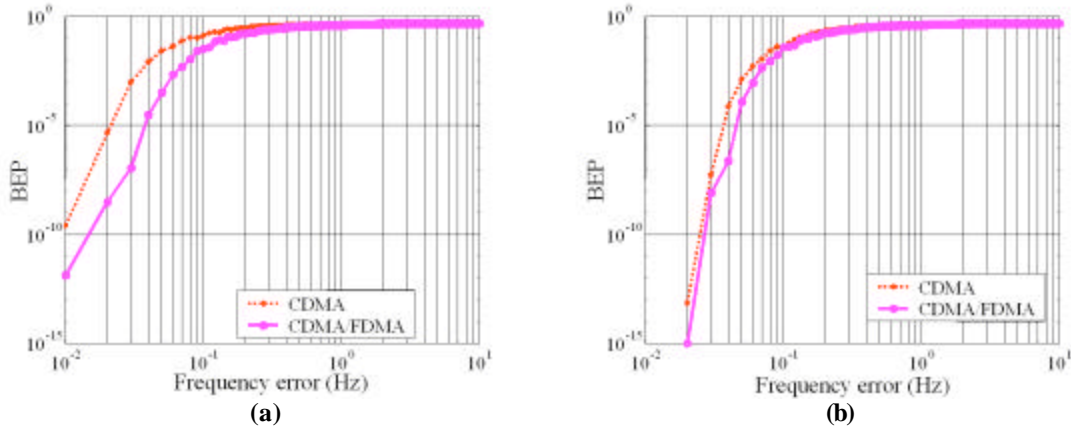 10^0
10^-5
10^-10
10^-15
BEP
CDMA
CDMA/FDMA
10^-2 10^-1 10^0 10^1
Frequency error (Hz)
(a)
10^0
10^-5
10^-10
10^-15
BEP
CDMA
CDMA/FDMA
10^-2 10^-1 10^0 10^1
Frequency error (Hz)
(b)